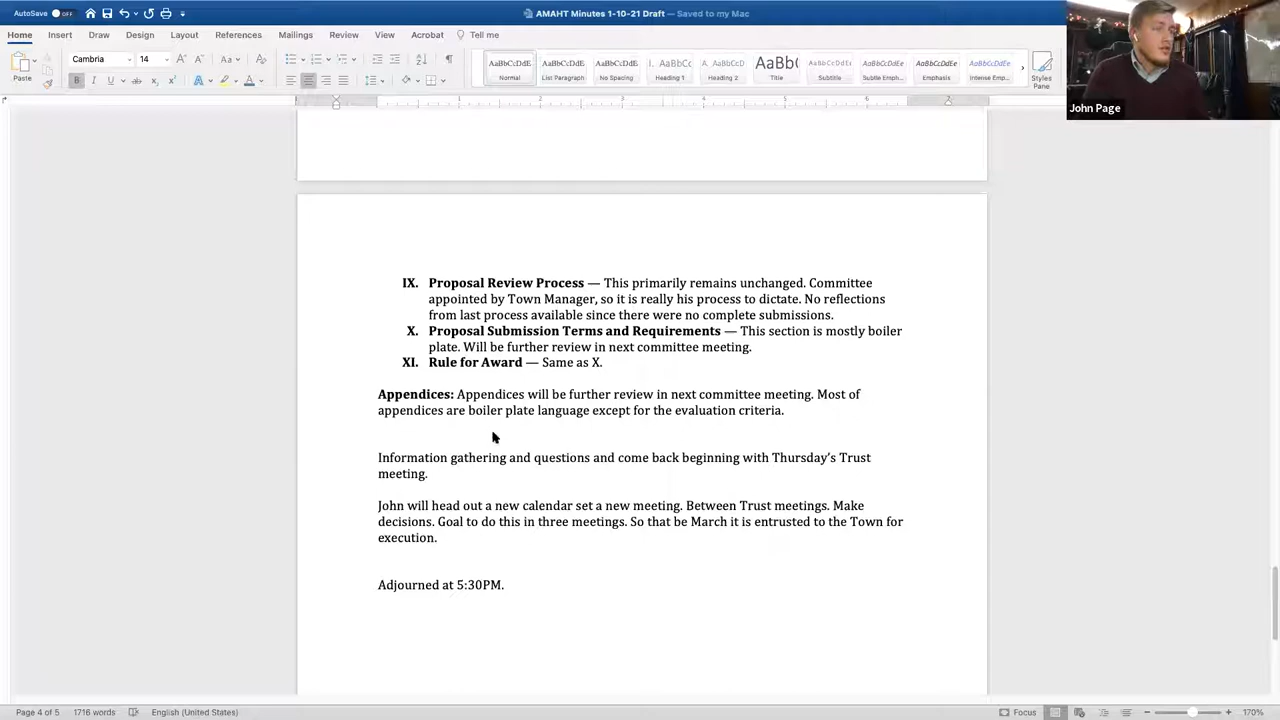 AutoSave OFF
AMAHT Minutes 1-10-21 Draft — Saved to my Mac
Home Insert Draw Design Layout References Mailings Review View Acrobat Tell me
Paste
Cambria 14
AaBbCcDdE AaBbCcDdE AaBbCcDdE
Normal List Paragraph No Spacing Heading 1 Heading 2 Title Subtitle Subtle Emph... Emphasis Intense Emp...
Styles
Pane
John Page
IX. Proposal Review Process — This primarily remains unchanged. Committee
appointed by Town Manager, so it is really his process to dictate. No reflections
from last process available since there were no complete submissions.
X. Proposal Submission Terms and Requirements — This section is mostly boiler
plate. Will be further review in next committee meeting.
XI. Rule for Award — Same as X.
Appendices: Appendices will be further review in next committee meeting. Most of
appendices are boiler plate language except for the evaluation criteria.
Information gathering and questions and come back beginning with Thursday's Trust
meeting.
John will head out a new calendar set a new meeting. Between Trust meetings. Make
decisions. Goal to do this in three meetings. So that be March it is entrusted to the Town for
execution.
Adjourned at 5:30PM.
Page 4 of 5 1716 words English (United States) Focus 170%